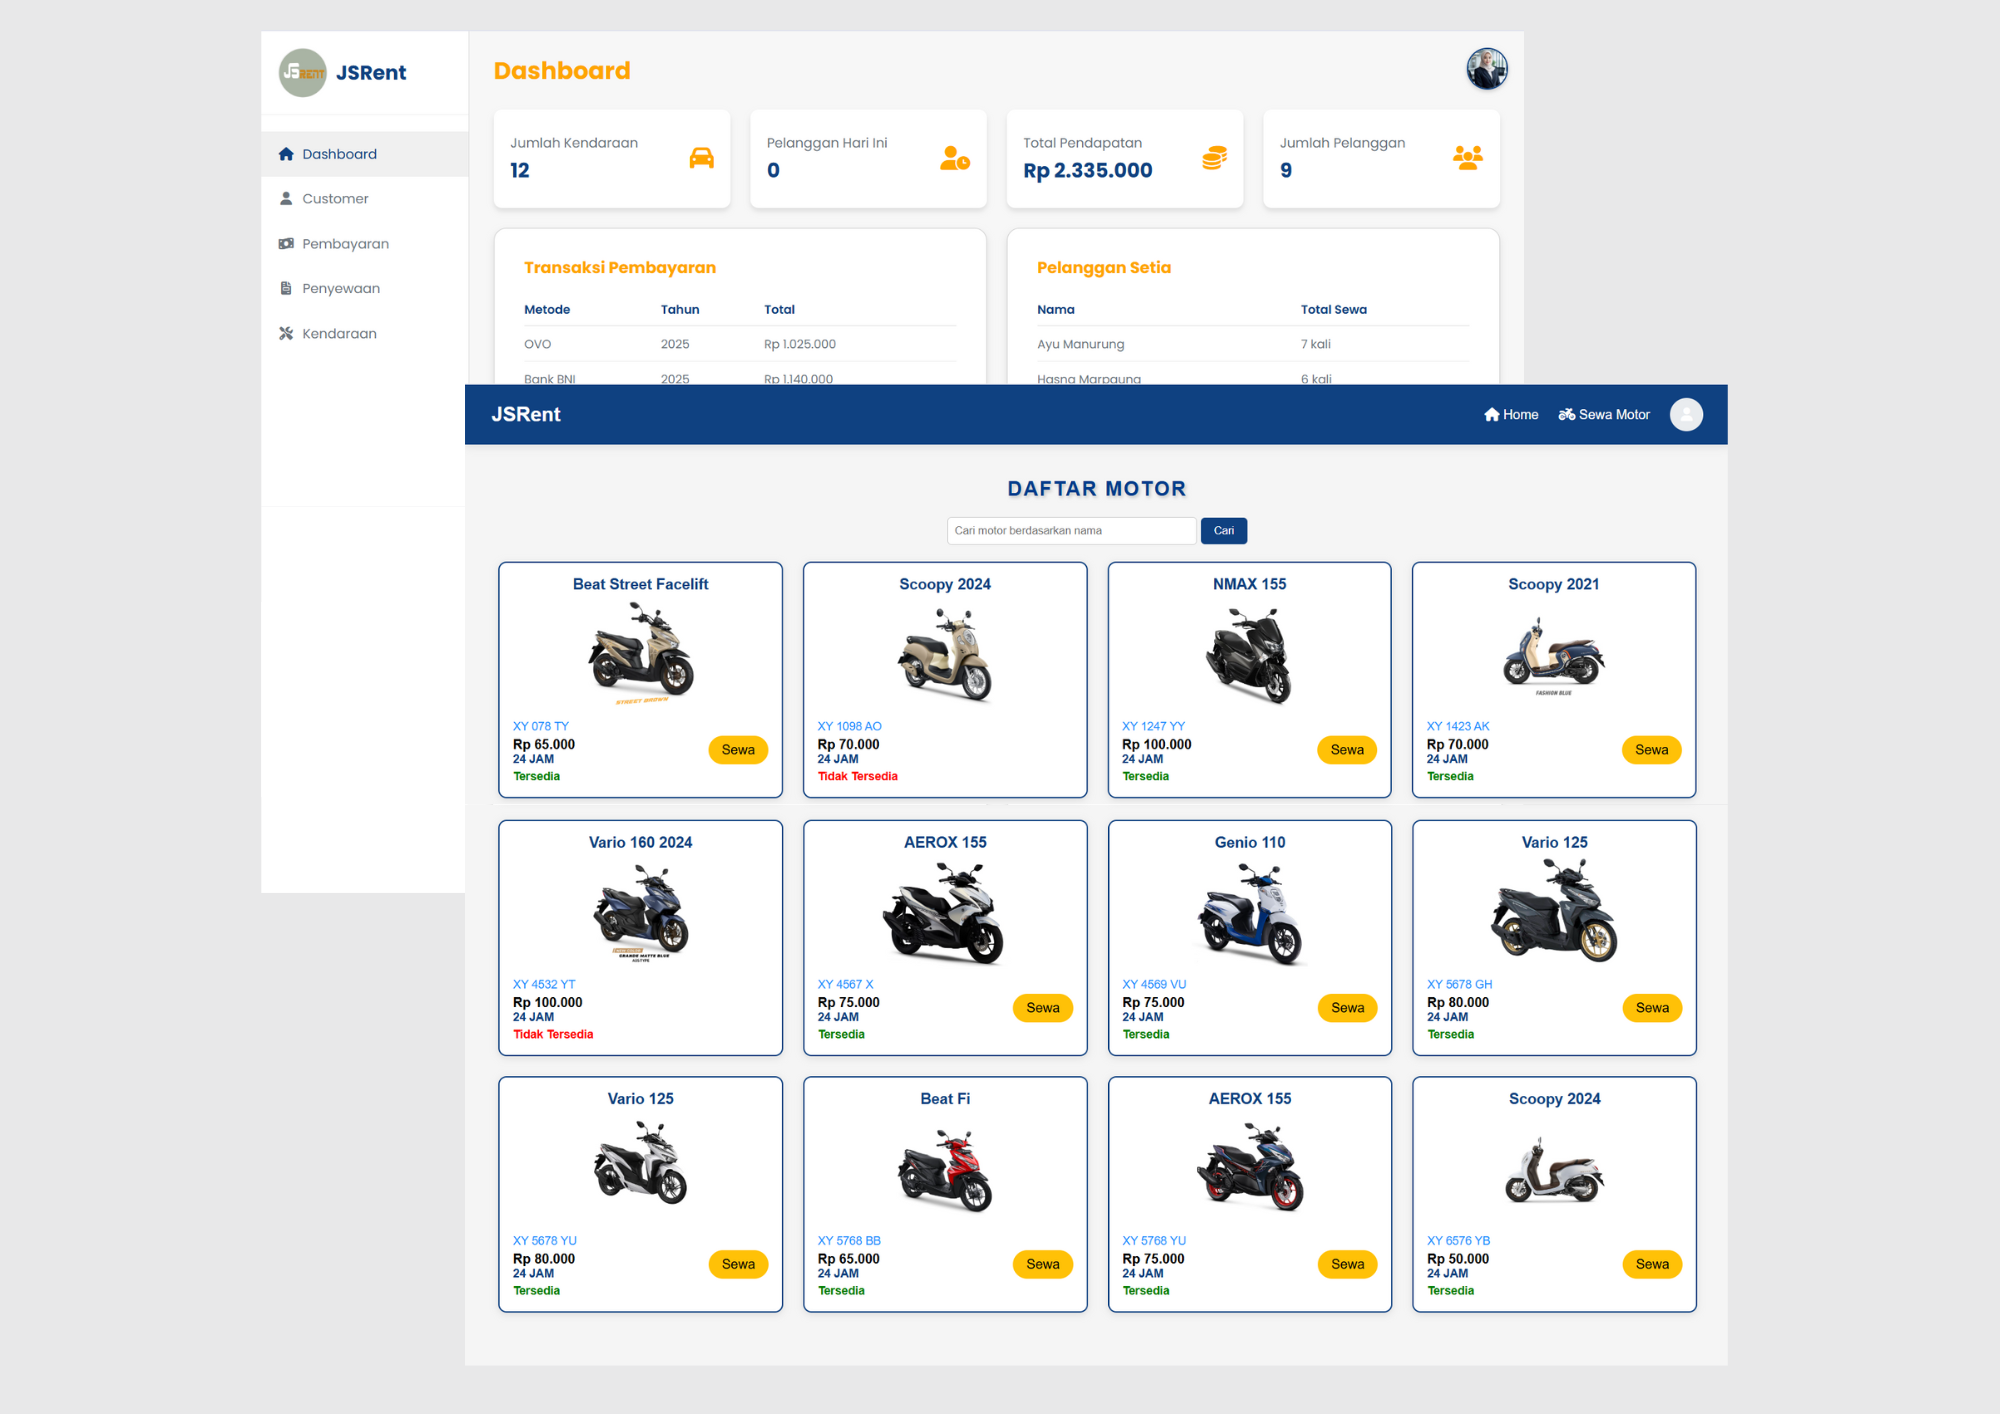 JSRENT
JSRent
Dashboard
Customer
Pembayaran
Penyewaan
Kendaraan
Dashboard
Jumlah Kendaraan
12
Pelanggan Hari Ini
0
Total Pendapatan
Rp 2.335.000
Jumlah Pelanggan
9
Transaksi Pembayaran
Metode Tahun Total
OVO 2025 Rp 1.025.000
Bank BNI 2025 Rp 1.140.000
Pelanggan Setia
Nama Total Sewa
Ayu Manurung 7 kali
Hasna Marpaung 6 kali
JSRent
Home
Sewa Motor
DAFTAR MOTOR
Cari motor berdasarkan nama
Cari
Beat Street Facelift
STREET BROWN
XY 078 TY
Rp 65.000
24 JAM
Tersedia
Sewa
Scoopy 2024
XY 1098 AO
Rp 70.000
24 JAM
Tidak Tersedia
NMAX 155
XY 1247 YY
Rp 100.000
24 JAM
Tersedia
Sewa
Scoopy 2021
FASHION BLUE
XY 1423 AK
Rp 70.000
24 JAM
Tersedia
Sewa
Vario 160 2024
GRANDE MATTE BLUE
XY 4532 YT
Rp 100.000
24 JAM
Tidak Tersedia
AEROX 155
XY 4567 X
Rp 75.000
24 JAM
Tersedia
Sewa
Genio 110
XY 4569 VU
Rp 75.000
24 JAM
Tersedia
Sewa
Vario 125
XY 5678 GH
Rp 80.000
24 JAM
Tersedia
Sewa
Vario 125
XY 5678 YU
Rp 80.000
24 JAM
Tersedia
Sewa
Beat Fi
XY 5768 BB
Rp 65.000
24 JAM
Tersedia
Sewa
AEROX 155
XY 5768 YU
Rp 75.000
24 JAM
Tersedia
Sewa
Scoopy 2024
XY 6576 YB
Rp 50.000
24 JAM
Tersedia
Sewa